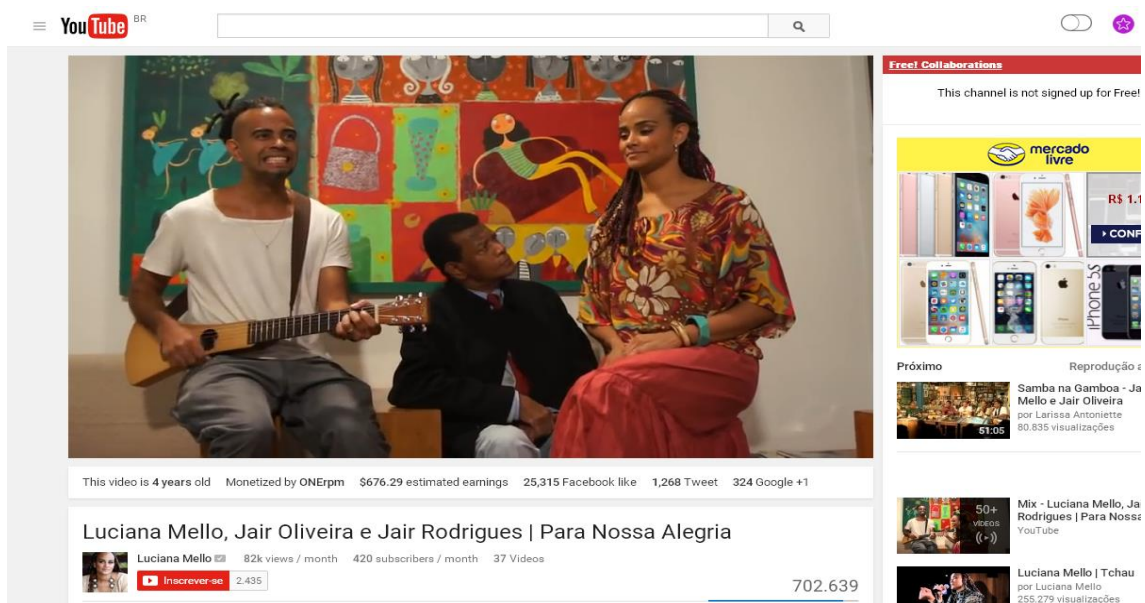 YouTube BR
Free! Collaborations
This channel is not signed up for Free!
mercado
livre
R$ 1.1
CONF
iPhone 5S
Próximo
Reprodução a
Samba na Gamboa - Ja
Mello e Jair Oliveira
por Larissa Antoniette
80.835 visualizações
51:05
This video is 4 years old Monetized by ONErpm $676.29 estimated earnings 25,315 Facebook like 1,268 Tweet 324 Google +1
Luciana Mello, Jair Oliveira e Jair Rodrigues | Para Nossa Alegria
Luciana Mello 82k views / month 420 subscribers / month 37 Videos
Inscrever-se 2.435
702.639
50+
VÍDEOS
Mix - Luciana Mello, Jai
Rodrigues | Para Nossa
YouTube
Luciana Mello | Tchau
por Luciana Mello
255.279 visualizações